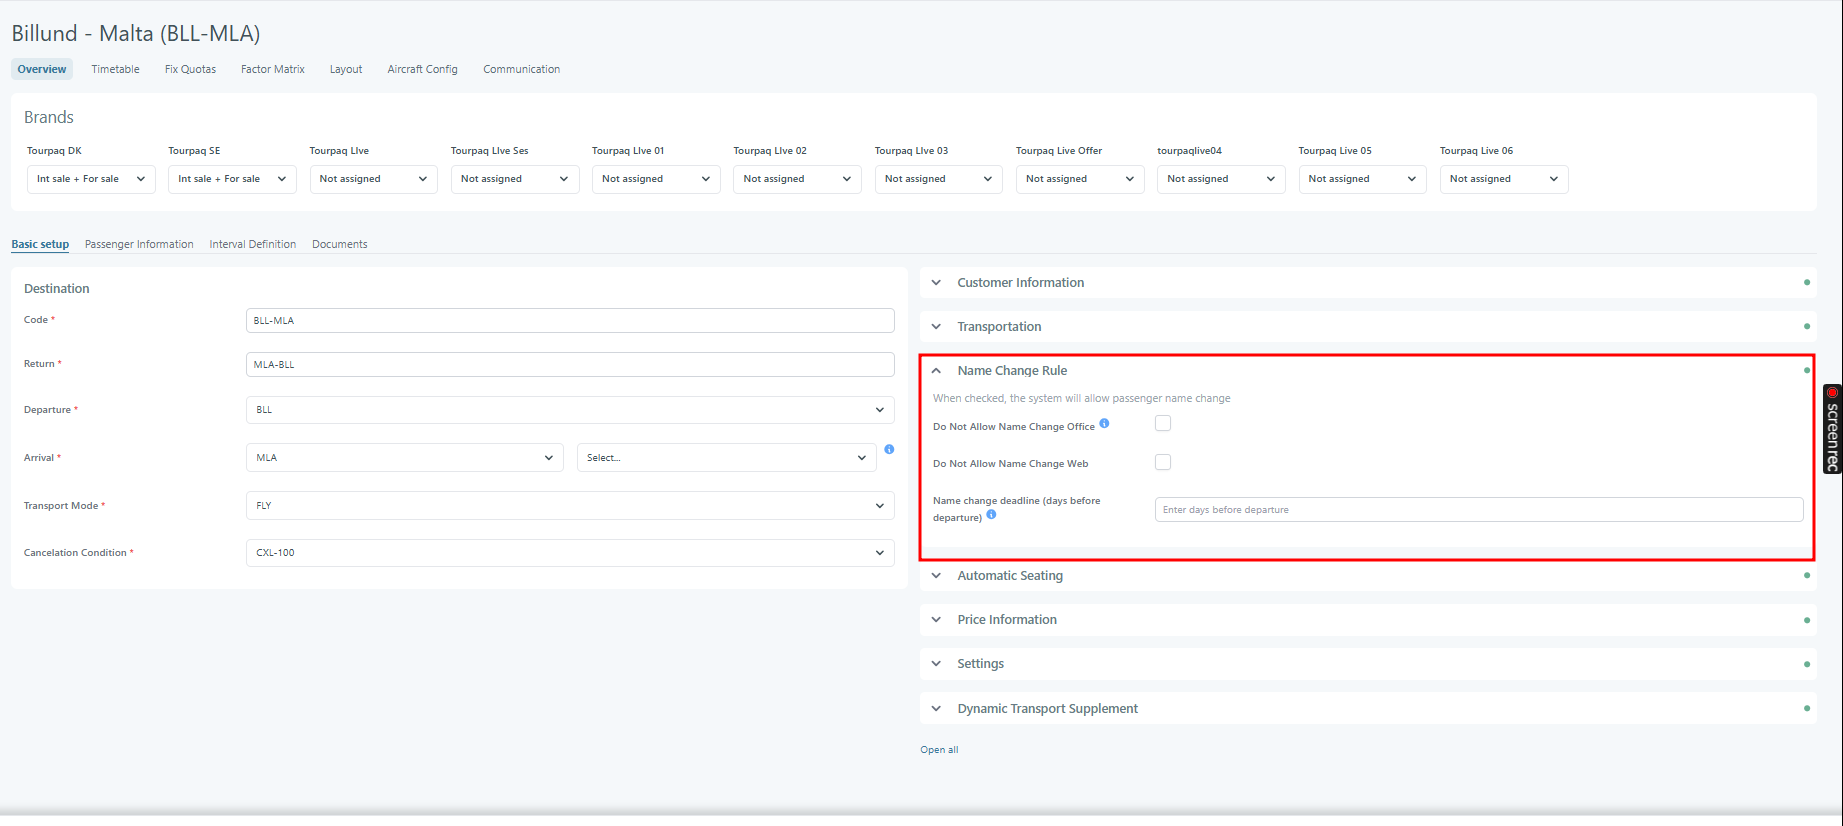 Billund - Malta (BLL-MLA)
Overview Timetable Fix Quotas Factor Matrix Layout Aircraft Config Communication
Brands
Tourpaq DK Tourpaq SE Tourpaq LIve Tourpaq LIve Ses Tourpaq LIve 01 Tourpaq LIve 02 Tourpaq LIve 03 Tourpaq Live Offer tourpaqlive04 Tourpaq Live 05 Tourpaq Live 06
Int sale + For sale Int sale + For sale Not assigned Not assigned Not assigned Not assigned Not assigned Not assigned Not assigned Not assigned Not assigned
Basic setup Passenger Information Interval Definition Documents
Destination
Code * BLL-MLA
Return * MLA-BLL
Departure * BLL
Arrival * MLA Select...
Transport Mode * FLY
Cancelation Condition * CXL-100
Customer Information
Transportation
Name Change Rule
When checked, the system will allow passenger name change
Do Not Allow Name Change Office
Do Not Allow Name Change Web
Name change deadline (days before
departure)
Enter days before departure
Automatic Seating
Price Information
Settings
Dynamic Transport Supplement
Open all
screenrec